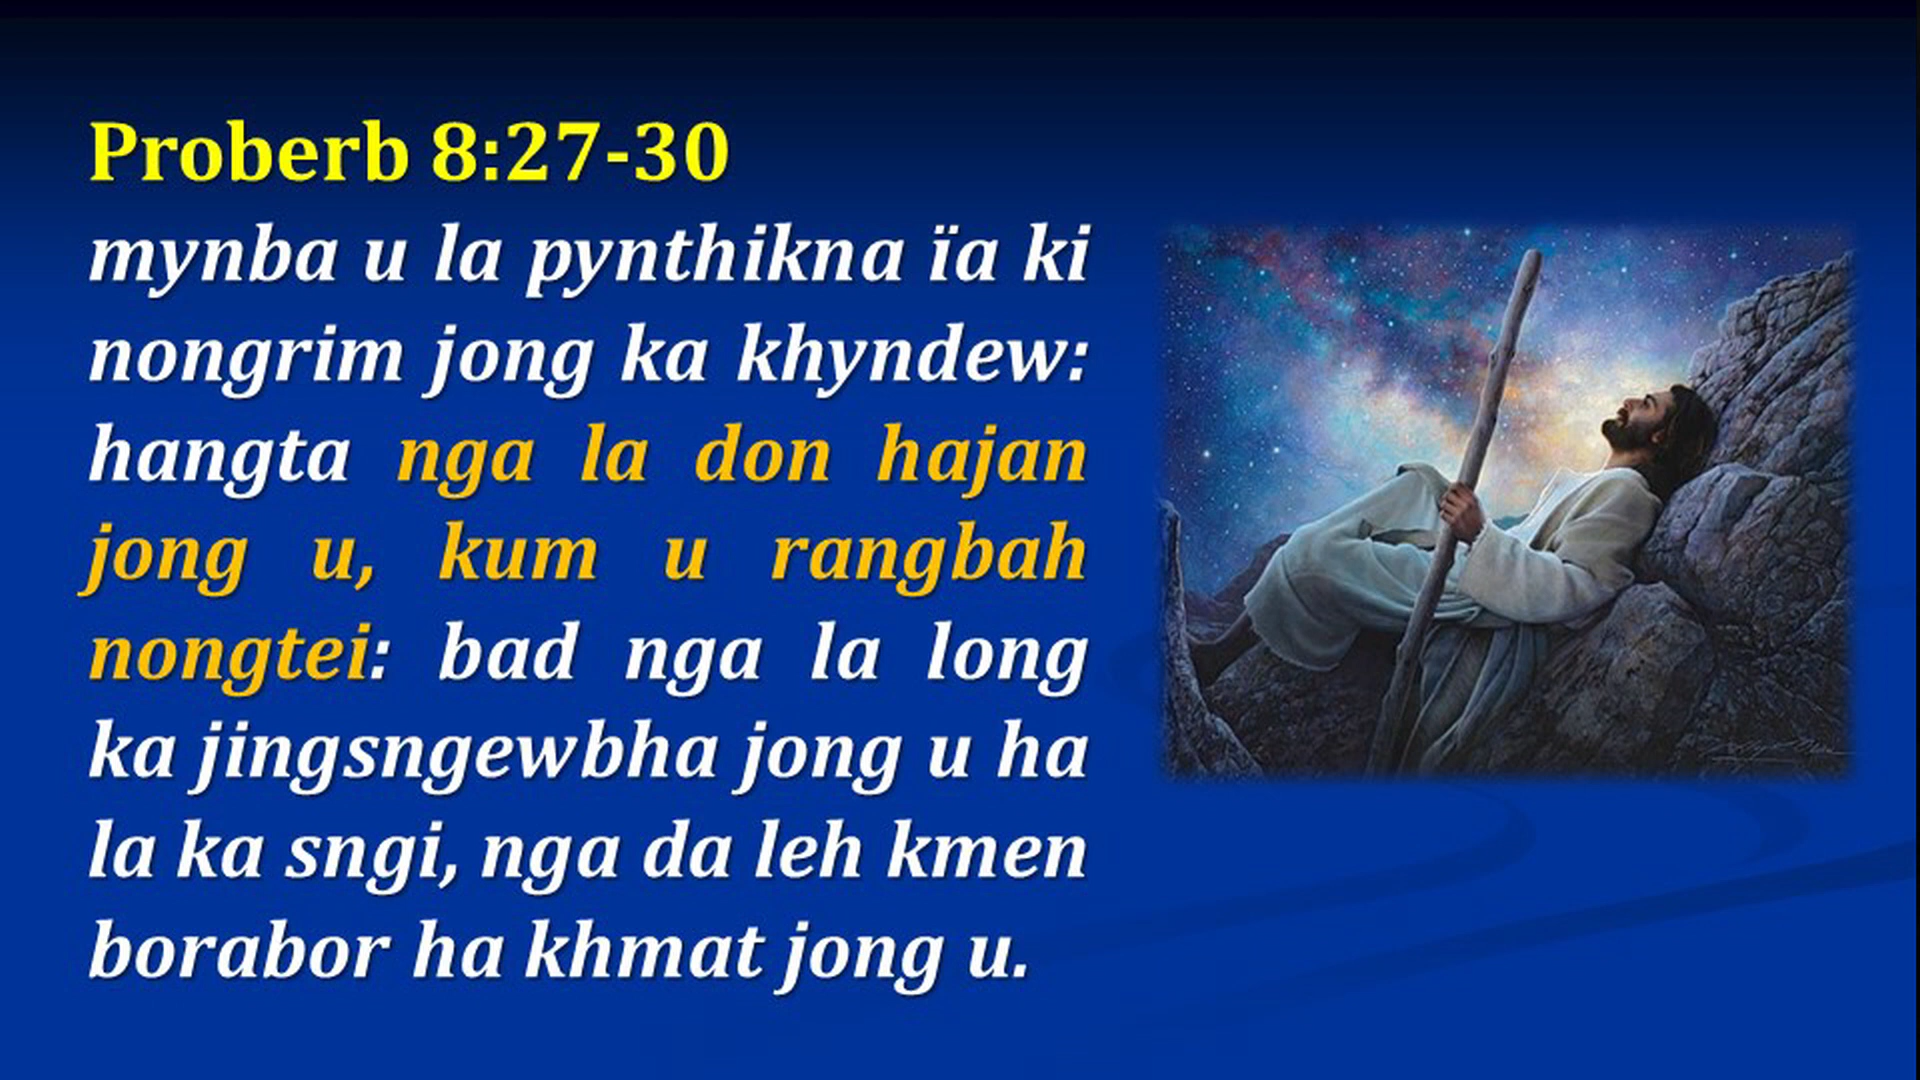 Proberb 8:27-30
mynba u la pynthikna ïa ki
nongrim jong ka khyndew:
hangta nga la don hajan
jong u, kum u rangbah
nongtei: bad nga la long
ka jingsngewbha jong u ha
la ka sngi, nga da leh kmen
borabor ha khmat jong u.